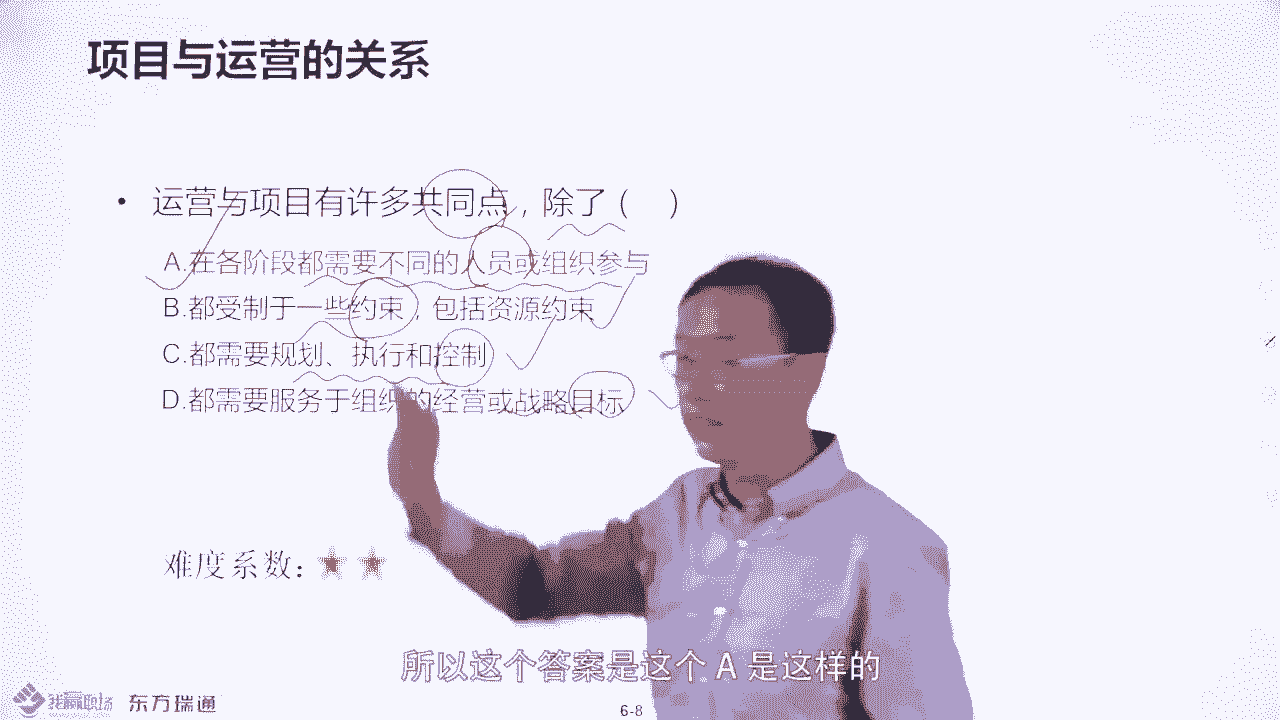 项目与运营的关系
• 运营与项目有许多共同点，除了（ ）
A.在各阶段都需要不同的人员或组织参与
B.都受制于一些约束，包括资源约束
C.都需要规划、执行和控制
D.都需要服务于组织的经营或战略目标
难度系数：★ ★
所以这个答案是这个 A 是这样的
东方瑞通
6-8